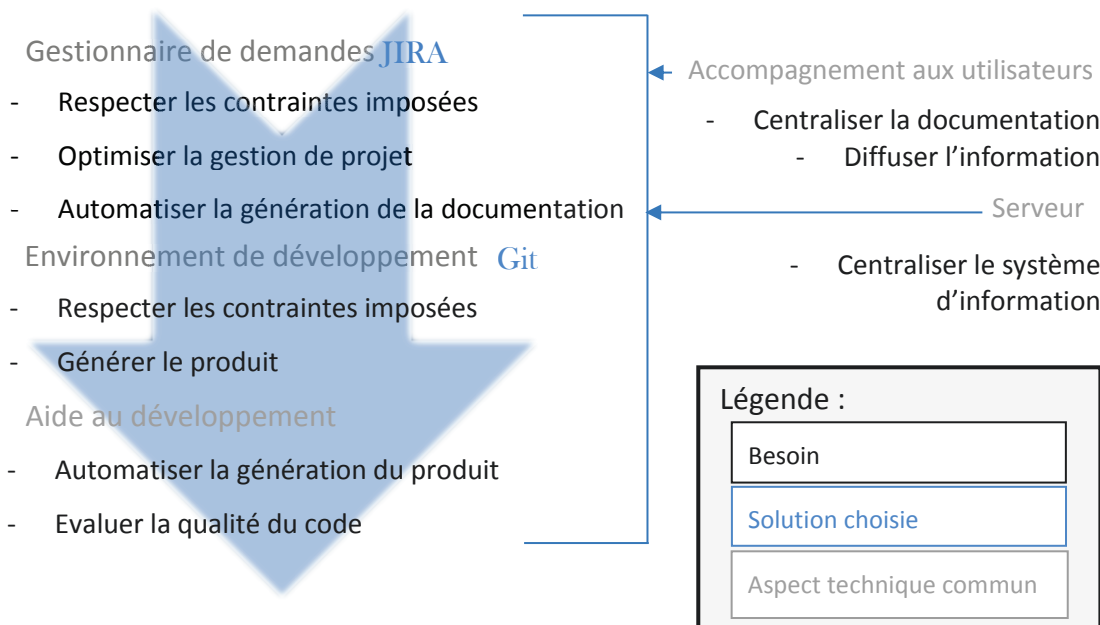 Gestionnaire de demandes JIRA
- Respecter les contraintes imposées
- Optimiser la gestion de projet
- Automatiser la génération de la documentation
Environnement de développement Git
- Respecter les contraintes imposées
- Générer le produit
Aide au développement
- Automatiser la génération du produit
- Evaluer la qualité du code
Accompagnement aux utilisateurs
- Centraliser la documentation
- Diffuser l’information
Serveur
- Centraliser le système
d’information
Légende :
Besoin
Solution choisie
Aspect technique commun